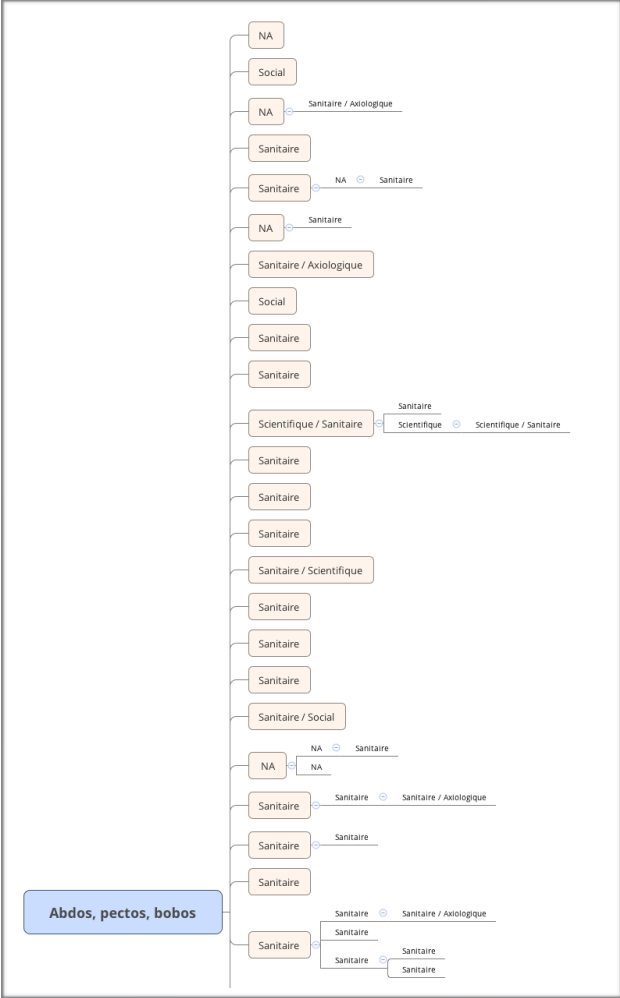 NA
Social
NA Sanitaire / Axiologique
Sanitaire
Sanitaire NA Sanitaire
NA Sanitaire
Sanitaire / Axiologique
Social
Sanitaire
Sanitaire
Sanitaire
Scientifique / Sanitaire Scientifique Scientifique / Sanitaire
Sanitaire
Sanitaire
Sanitaire
Sanitaire / Scientifique
Sanitaire
Sanitaire
Sanitaire
Sanitaire / Social
NA Sanitaire
NA NA
Sanitaire Sanitaire Sanitaire / Axiologique
Sanitaire Sanitaire
Sanitaire
Abdos, pectos, bobos
Sanitaire Sanitaire / Axiologique
Sanitaire
Sanitaire
Sanitaire
Sanitaire
Sanitaire